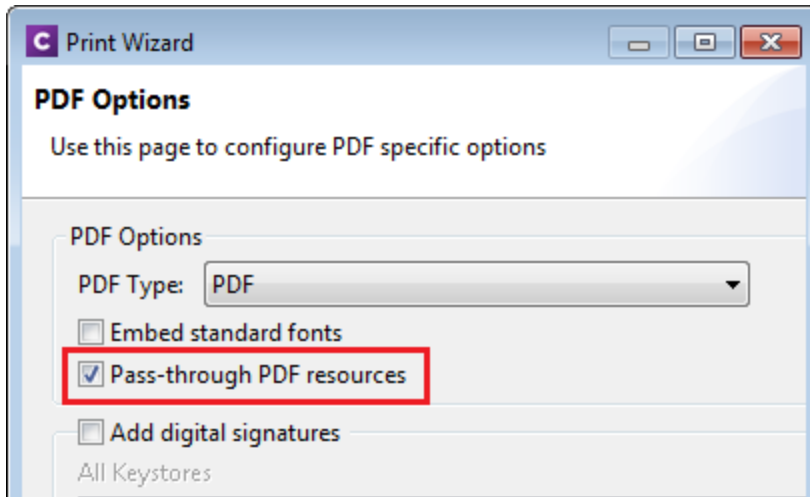 C Print Wizard
PDF Options
Use this page to configure PDF specific options
PDF Options
PDF Type: PDF
Embed standard fonts
Pass-through PDF resources
Add digital signatures
All Keystores